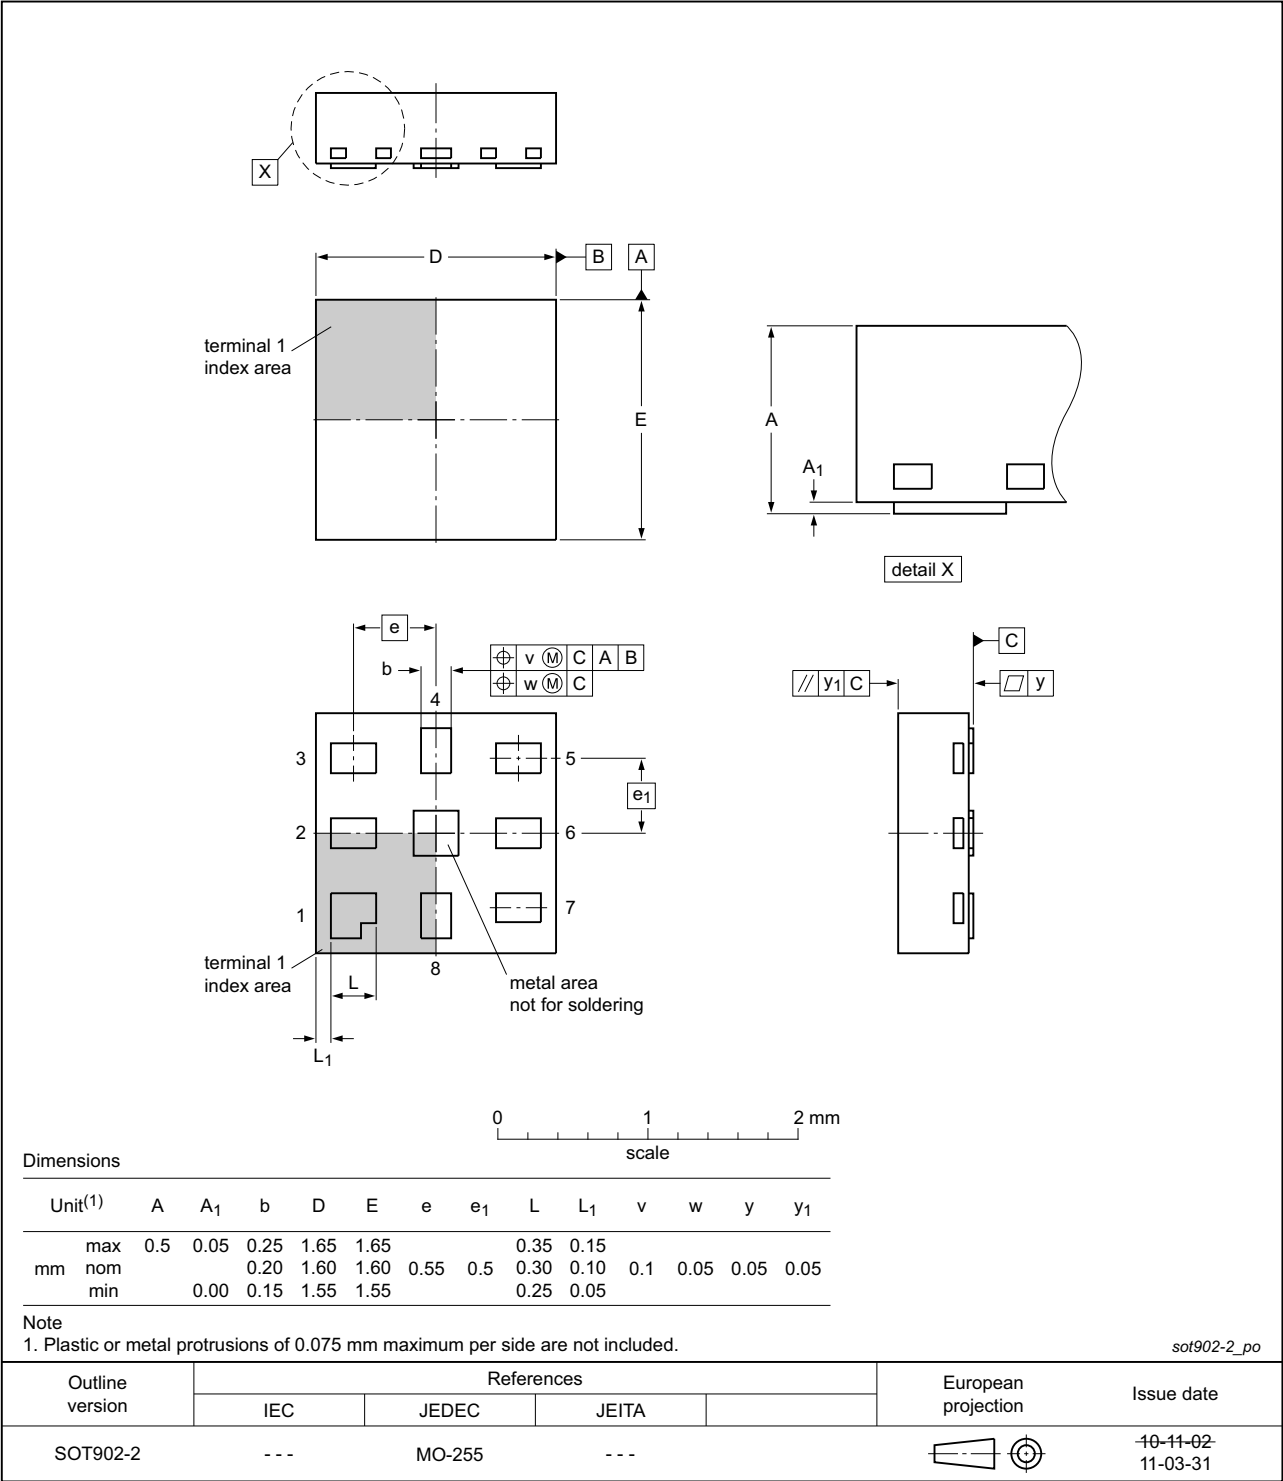 X
D
B
A
terminal 1
index area
E
A
A1
detail X
e
b
v M C A B
w M C
4
3
5
e1
2
6
1
7
8
terminal 1
index area
L
L1
metal area
not for soldering
C
// y1 C
y
0 1 2 mm
scale
Dimensions
Unit(1) A A1 b D E e e1 L L1 v w y y1
max 0.5 0.05 0.25 1.65 1.65 0.35 0.15
mm nom 0.20 1.60 1.60 0.55 0.5 0.30 0.10 0.1 0.05 0.05 0.05
min 0.00 0.15 1.55 1.55 0.25 0.05
Note
1. Plastic or metal protrusions of 0.075 mm maximum per side are not included.
sot902-2_po
Outline
version
References
IEC JEDEC JEITA
European
projection
Issue date
SOT902-2 - - - MO-255 - - -
10-11-02
11-03-31